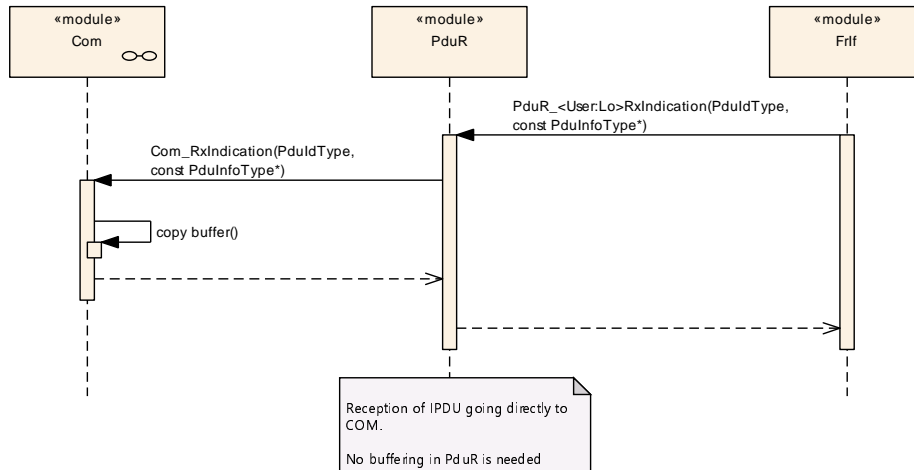 «module»
Com
«module»
PduR
«module»
FrIf
PduR_<User:Lo>RxIndication(PduIdType,
const PduInfoType*)
Com_RxIndication(PduIdType,
const PduInfoType*)
copy buffer()
Reception of IPDU going directly to
COM.
No buffering in PduR is needed